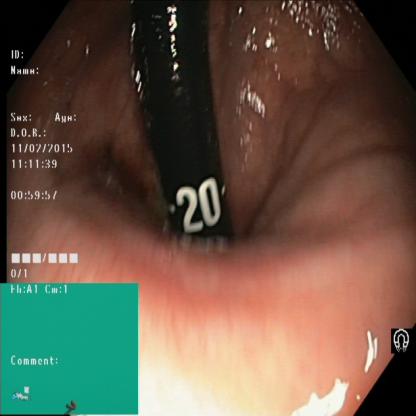 ID:
Name:
Sex: Age:
D.O.B.:
11/02/2015
11:11:39
00:59:57
20
■■■/■■■
0/1
Eh:A1 Cm:1
Comment: